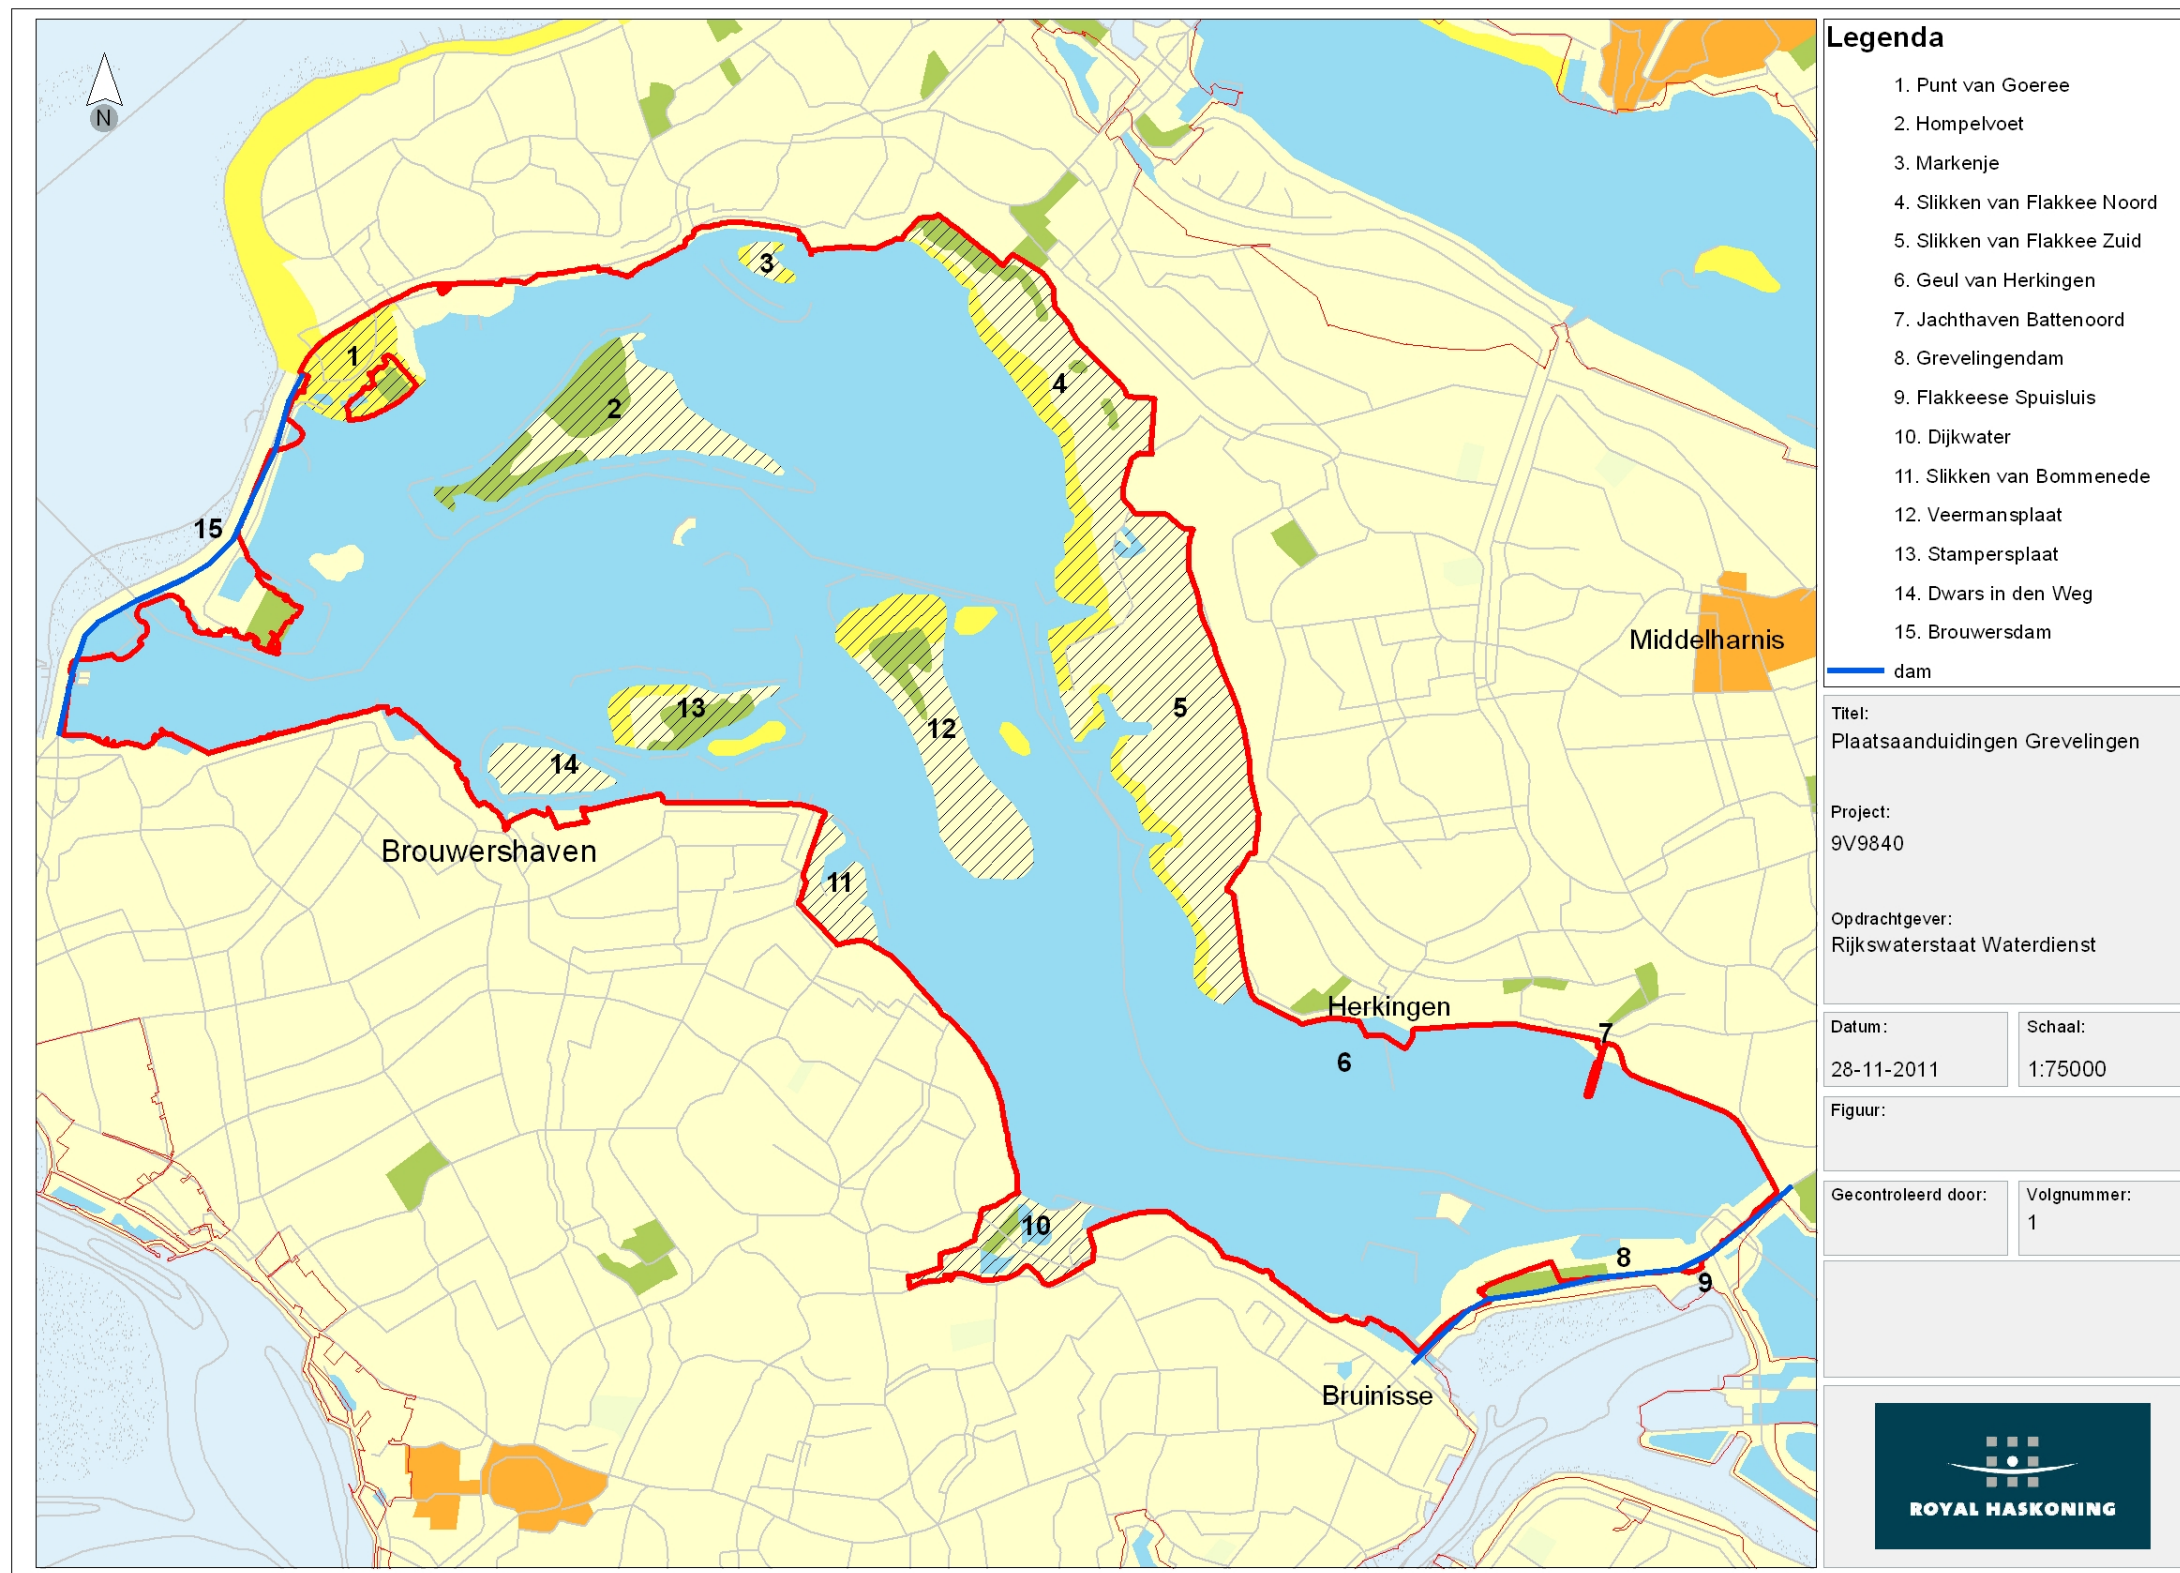 Legenda
1. Punt van Goeree
2. Hompelvoet
3. Markenje
4. Slikken van Flakkee Noord
5. Slikken van Flakkee Zuid
6. Geul van Herkingen
7. Jachthaven Battenoord
8. Grevelingendam
9. Flakkeese Spuisluis
10. Dijkwater
11. Slikken van Bommenede
12. Veermansplaat
13. Stampersplaat
14. Dwars in den Weg
15. Brouwersdam
dam
Titel:
Plaatsaanduidingen Grevelingen
Project:
9V9840
Opdrachtgever:
Rijkswaterstaat Waterdienst
Datum:
28-11-2011
Schaal:
1:75000
Figuur:
Gecontroleerd door:
Volgnummer:
1
ROYAL HASKONING
N
3
1
4
2
15
Middelharnis
13
5
12
14
Brouwershaven
11
Herkingen
7
6
10
8
9
Bruinisse